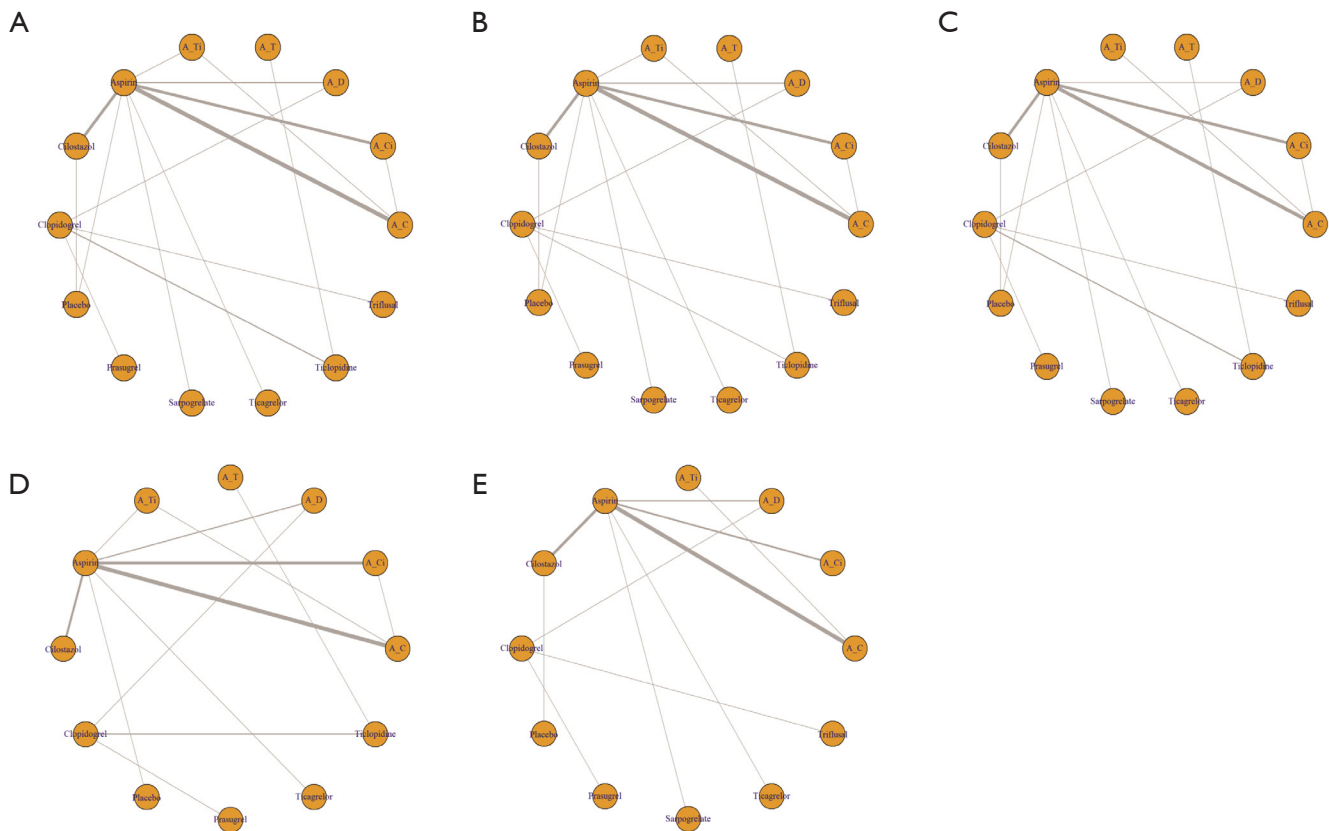 A
A_Ti
A_T
A_D
Aspirin
A_Ci
Cilostazol
A_C
Clopidogrel
Triflusal
Placebo
Ticlopidine
Prasugrel
Sarpogrelate
Ticagrelor
B
A_Ti
A_T
A_D
Aspirin
A_Ci
Cilostazol
A_C
Clopidogrel
Triflusal
Placebo
Ticlopidine
Prasugrel
Sarpogrelate
Ticagrelor
C
A_Ti
A_T
A_D
Aspirin
A_Ci
Cilostazol
A_C
Clopidogrel
Triflusal
Placebo
Ticlopidine
Prasugrel
Sarpogrelate
Ticagrelor
D
A_T
A_Ti
A_D
Aspirin
A_Ci
Cilostazol
A_C
Clopidogrel
Ticlopidine
Placebo
Ticagrelor
Prasugrel
E
A_Ti
Aspirin
A_D
Cilostazol
A_Ci
Clopidogrel
A_C
Placebo
Triflusal
Prasugrel
Ticagrelor
Sarpogrelate